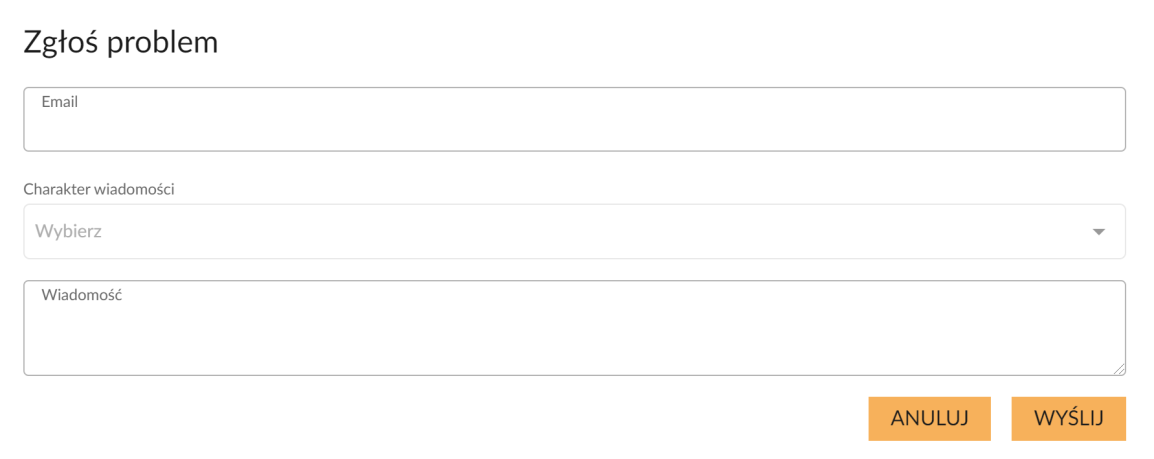 Zgłoś problem
Email
Charakter wiadomości
Wybierz
Wiadomość
ANULUJ WYŚLIJ